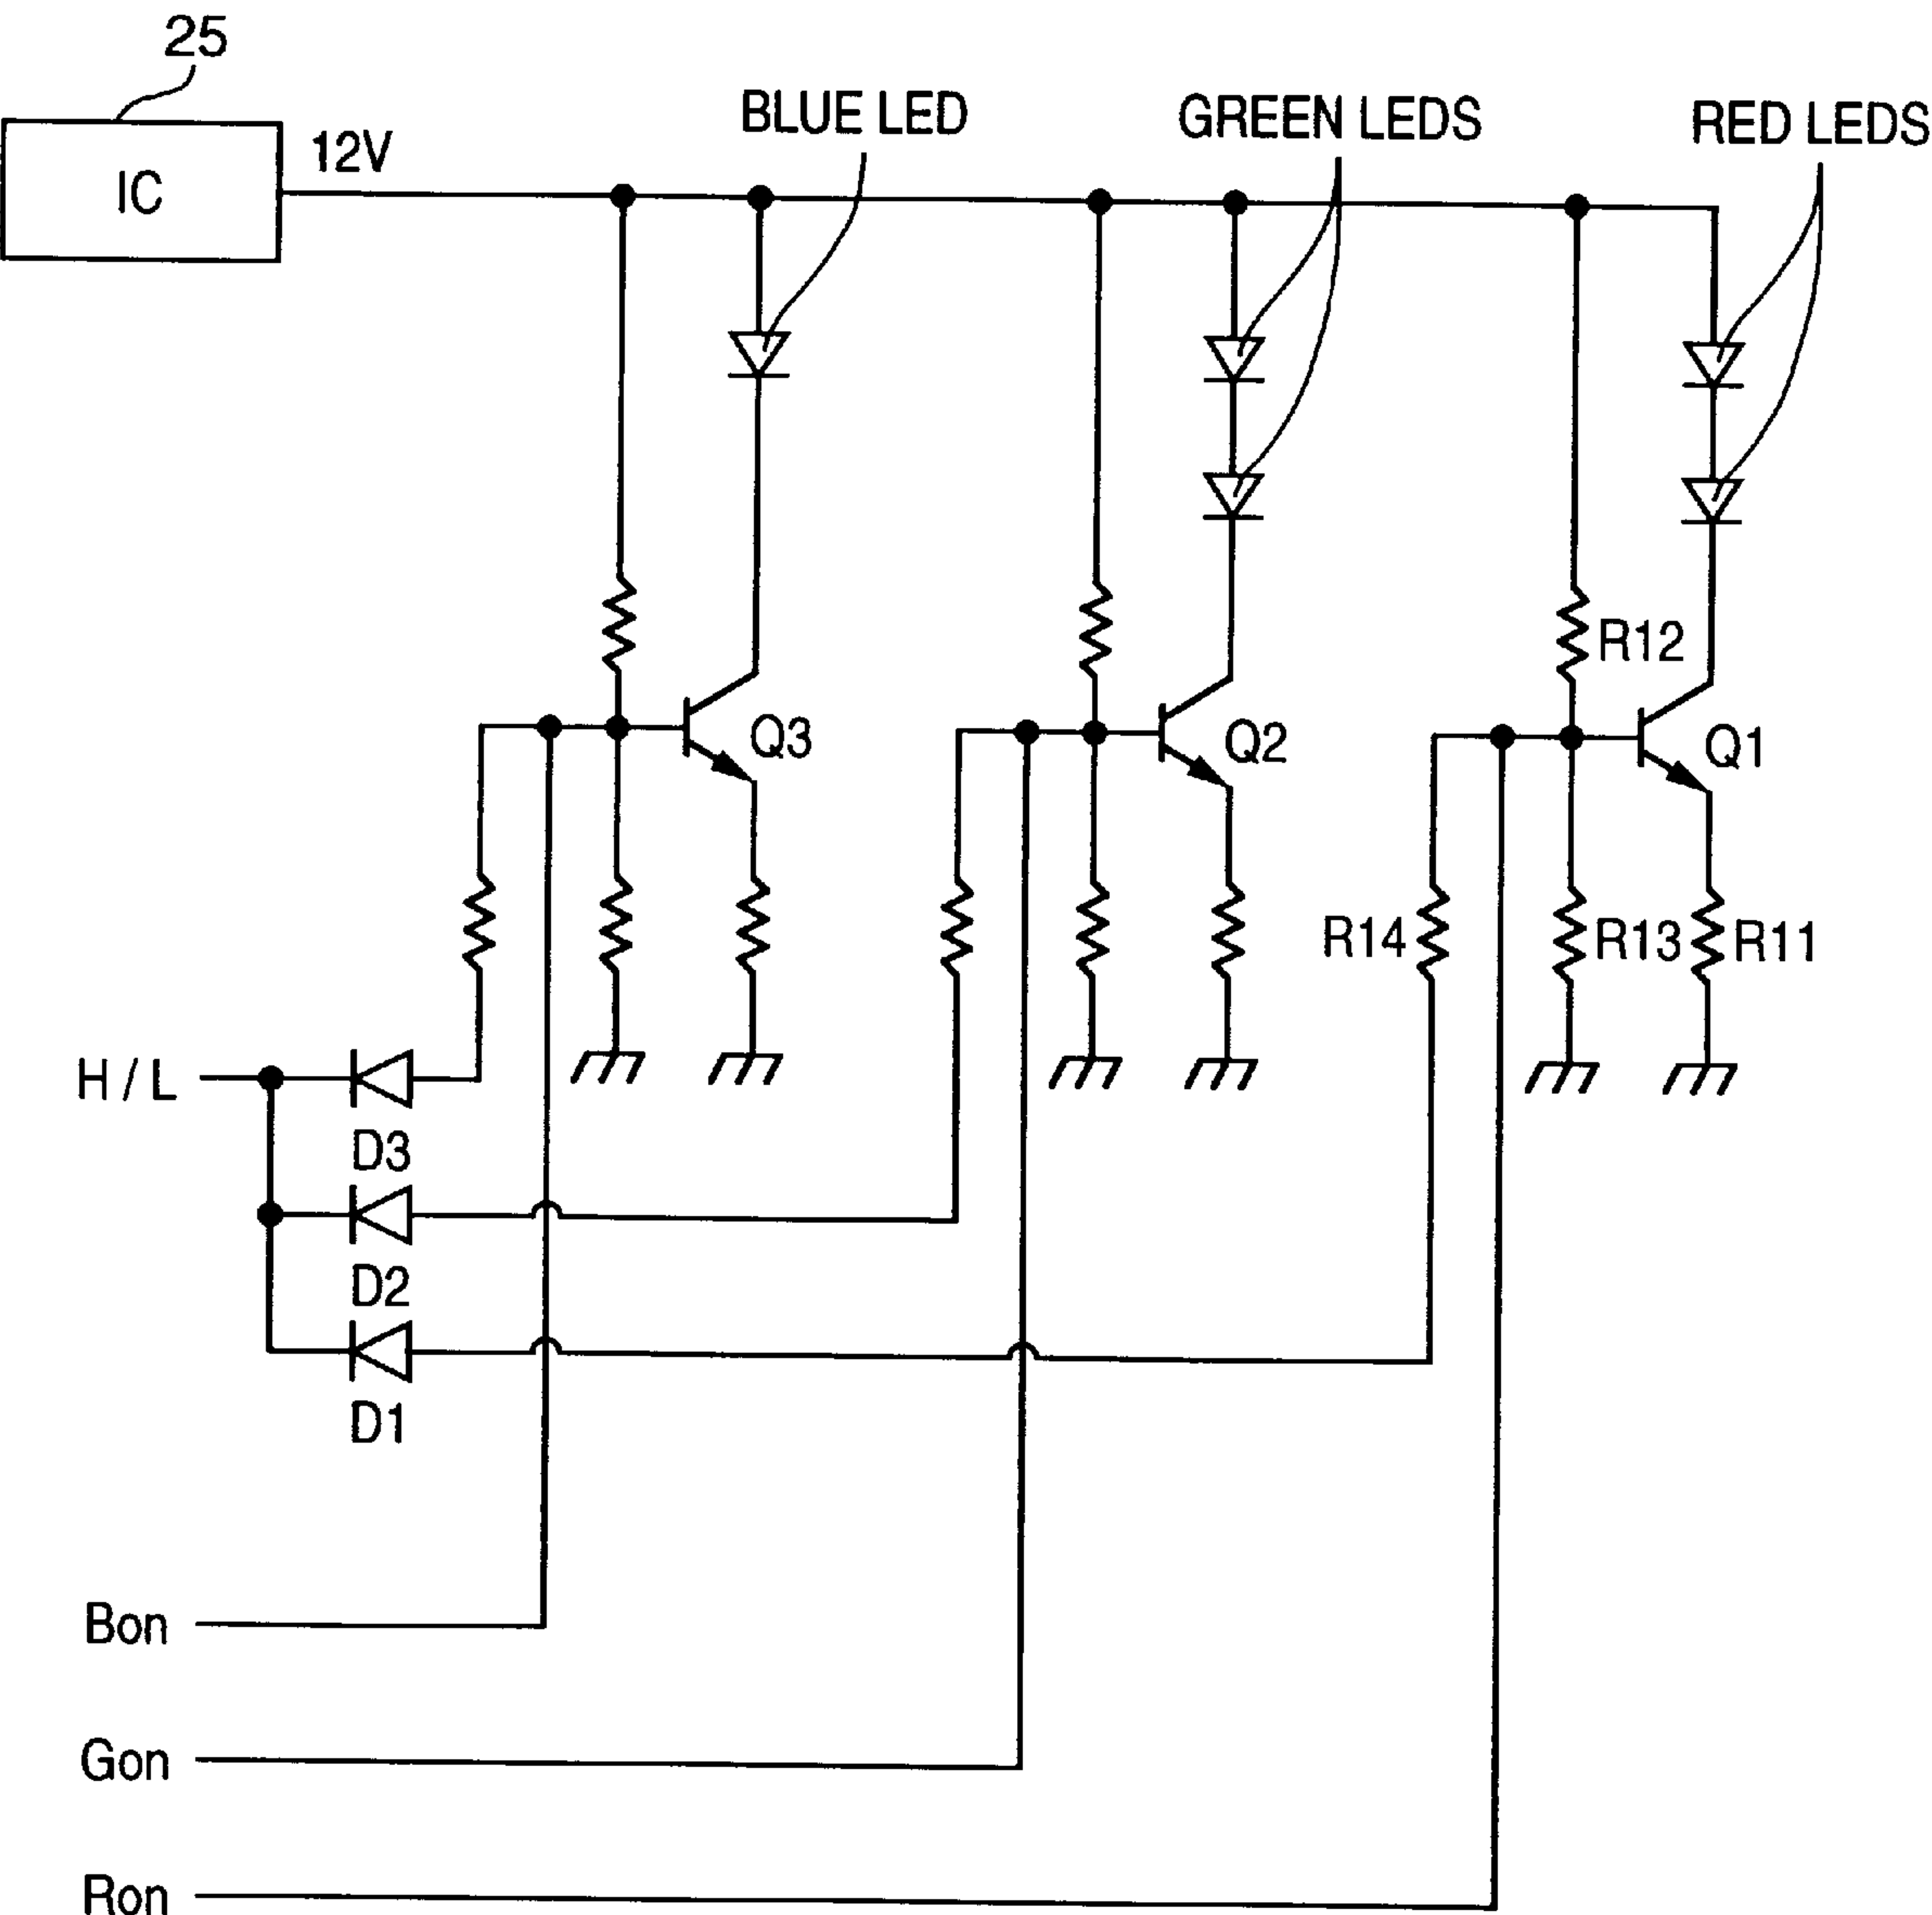 25
BLUE LED
GREEN LEDS
RED LEDS
IC
12V
R12
Q3
Q2
Q1
R14
R13
R11
H / L
D3
D2
D1
Bon
Gon
Ron